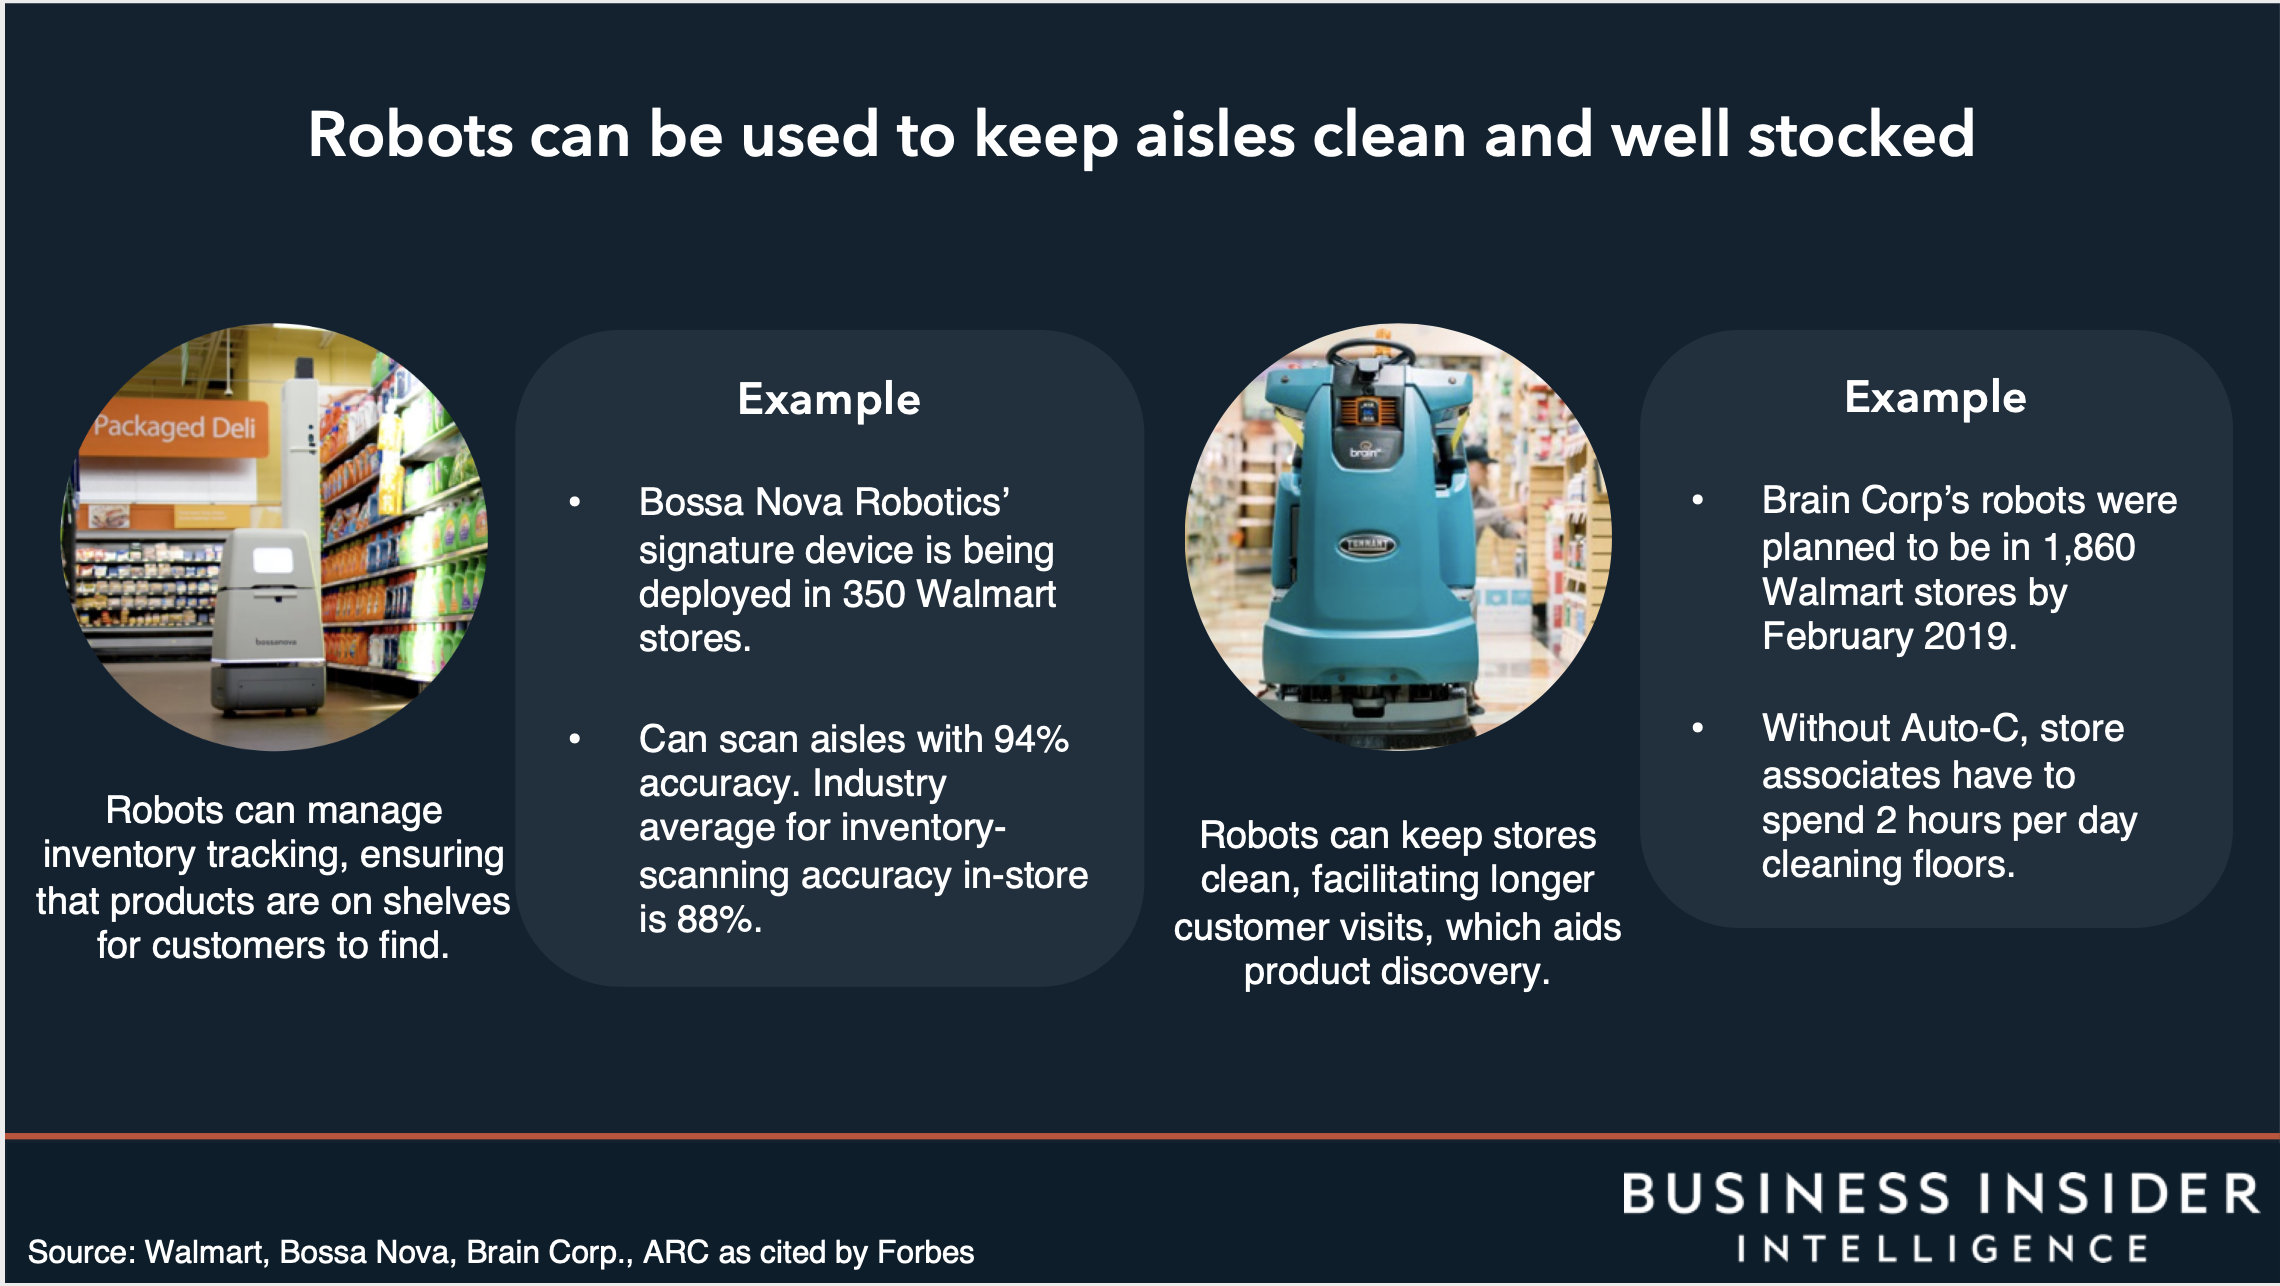 Robots can be used to keep aisles clean and well stocked
Packaged Deli
bossanova
Robots can manage
inventory tracking, ensuring
that products are on shelves
for customers to find.
Example
• Bossa Nova Robotics’
signature device is being
deployed in 350 Walmart
stores.
• Can scan aisles with 94%
accuracy. Industry
average for inventory-
scanning accuracy in-store
is 88%.
brain
TENNANT
Robots can keep stores
clean, facilitating longer
customer visits, which aids
product discovery.
Example
• Brain Corp’s robots were
planned to be in 1,860
Walmart stores by
February 2019.
• Without Auto-C, store
associates have to
spend 2 hours per day
cleaning floors.
Source: Walmart, Bossa Nova, Brain Corp., ARC as cited by Forbes
BUSINESS INSIDER
INTELLIGENCE